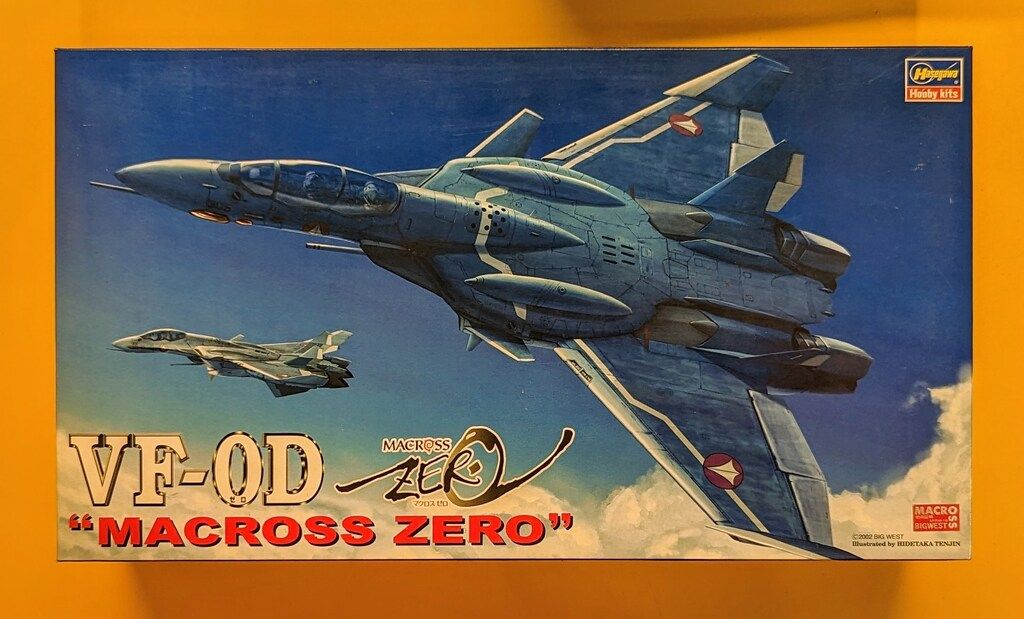 Hasegawa
Hobby kits
VF-0D
ゼロ
MACROSS
ZERO
マクロス ゼロ
"MACROSS ZERO"
MACROSS
BIGWEST
©2002 BIG WEST
Illustrated by HIDETAKA TENJIN